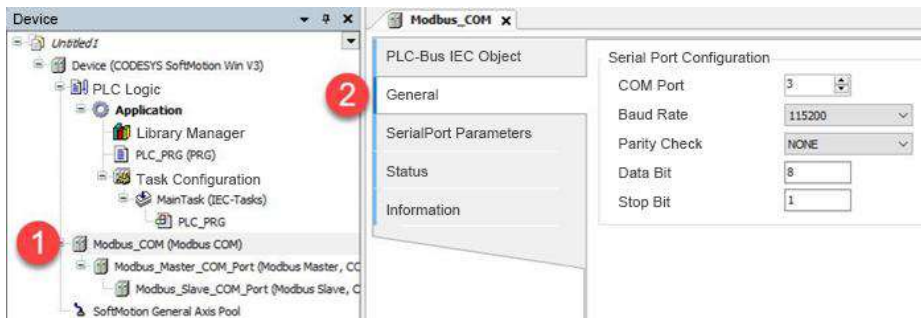 Device
Untitled1
Device (CODESYS SoftMotion Win V3)
PLC Logic
Application
Library Manager
PLC_PRG (PRG)
Task Configuration
MainTask (IEC-Tasks)
PLC_PRG
1
Modbus_COM (Modbus COM)
Modbus_Master_COM_Port (Modbus Master, CO
Modbus_Slave_COM_Port (Modbus Slave, C
SoftMotion General Axis Pool
Modbus_COM
PLC-Bus IEC Object
2
General
SerialPort Parameters
Status
Information
Serial Port Configuration
COM Port 3
Baud Rate 115200
Parity Check NONE
Data Bit 8
Stop Bit 1